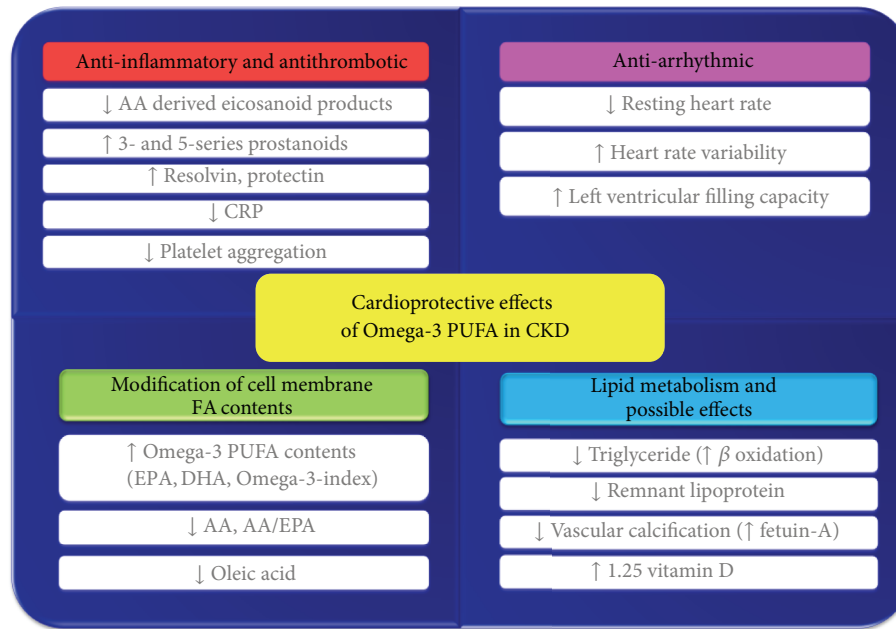 Anti-inflammatory and antithrombotic
↓ AA derived eicosanoid products
↑ 3- and 5-series prostanoids
↑ Resolvin, protectin
↓ CRP
↓ Platelet aggregation
Anti-arrhythmic
↓ Resting heart rate
↑ Heart rate variability
↑ Left ventricular filling capacity
Cardioprotective effects
of Omega-3 PUFA in CKD
Modification of cell membrane
FA contents
↑ Omega-3 PUFA contents
(EPA, DHA, Omega-3-index)
↓ AA, AA/EPA
↓ Oleic acid
Lipid metabolism and
possible effects
↓ Triglyceride (↑ β oxidation)
↓ Remnant lipoprotein
↓ Vascular calcification (↑ fetuin-A)
↑ 1.25 vitamin D